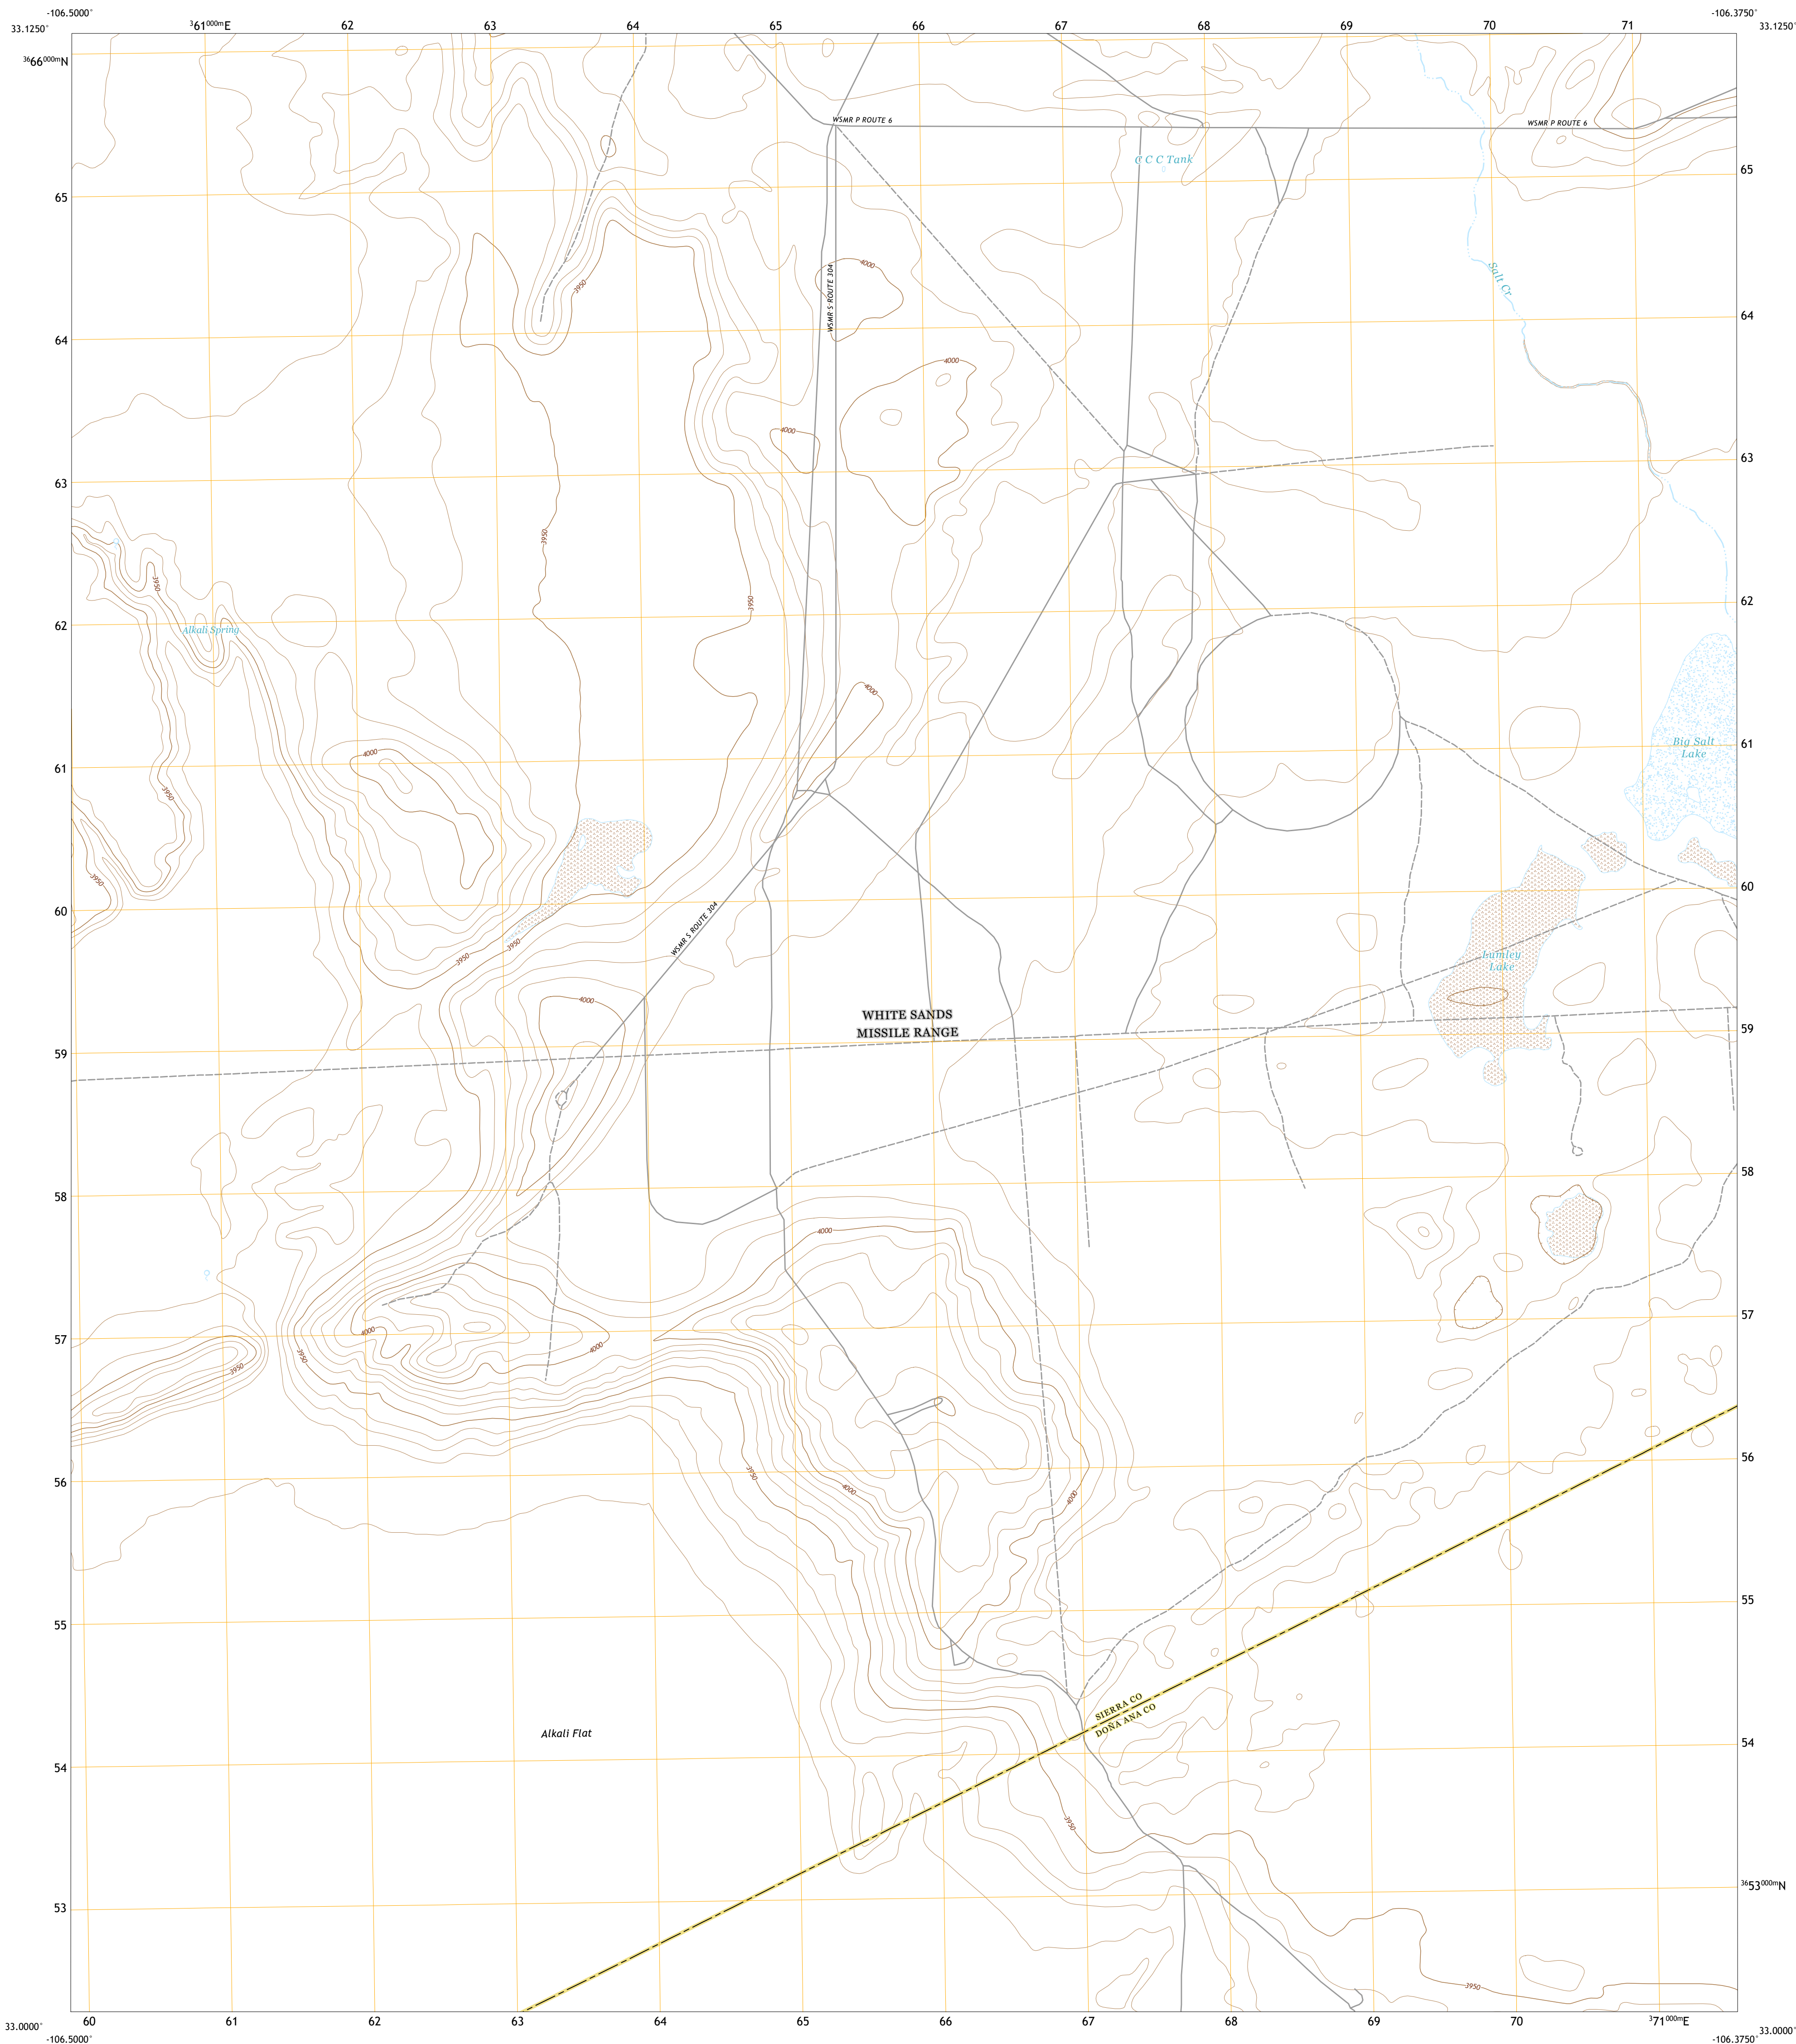 -106.5000°
-106.3750°
33.1250°
³61⁰⁰⁰ᵐE 62 63 64 65 66 67 68 69 70 71
33.1250°
³⁶66⁰⁰⁰ᵐN
WSMR P ROUTE 6
WSMR P ROUTE 6
C C C Tank
65
65
Salt Cr
4000
WSMR S ROUTE 304
3950
64
64
4000
4000
63
63
3950
3950
3950
62
62
Alkali Spring
4000
Big Salt
Lake
4000
61
61
3950
3950
60
60
WSMR S ROUTE 304
3950
3950
Lumley
Lake
4000
WHITE SANDS
MISSILE RANGE
59
59
58
58
4000
57
57
4000
4000
3950
3950
3950
4000
4000
56
56
55
55
SIERRA CO
DOÑA ANA CO
Alkali Flat
54
54
3950
53
³⁶53⁰⁰⁰ᵐN
3950
33.0000°
60 61 62 63 64 65 66 67 68 69 70 ³71⁰⁰⁰ᵐE
33.0000°
-106.5000°
-106.3750°